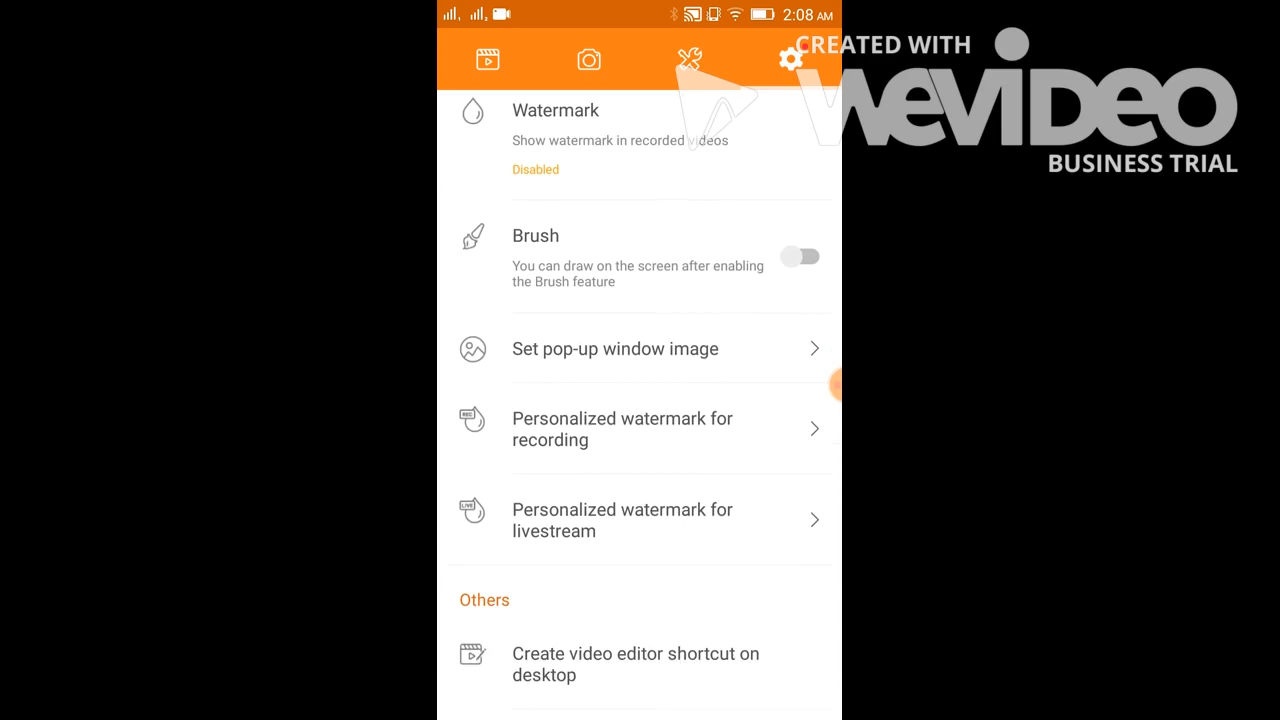 2:08 AM
CREATED WITH
WEVIDEO
BUSINESS TRIAL
Watermark
Show watermark in recorded videos
Disabled
Brush
You can draw on the screen after enabling
the Brush feature
Set pop-up window image
REC
Personalized watermark for
recording
LIVE
Personalized watermark for
livestream
Others
Create video editor shortcut on
desktop